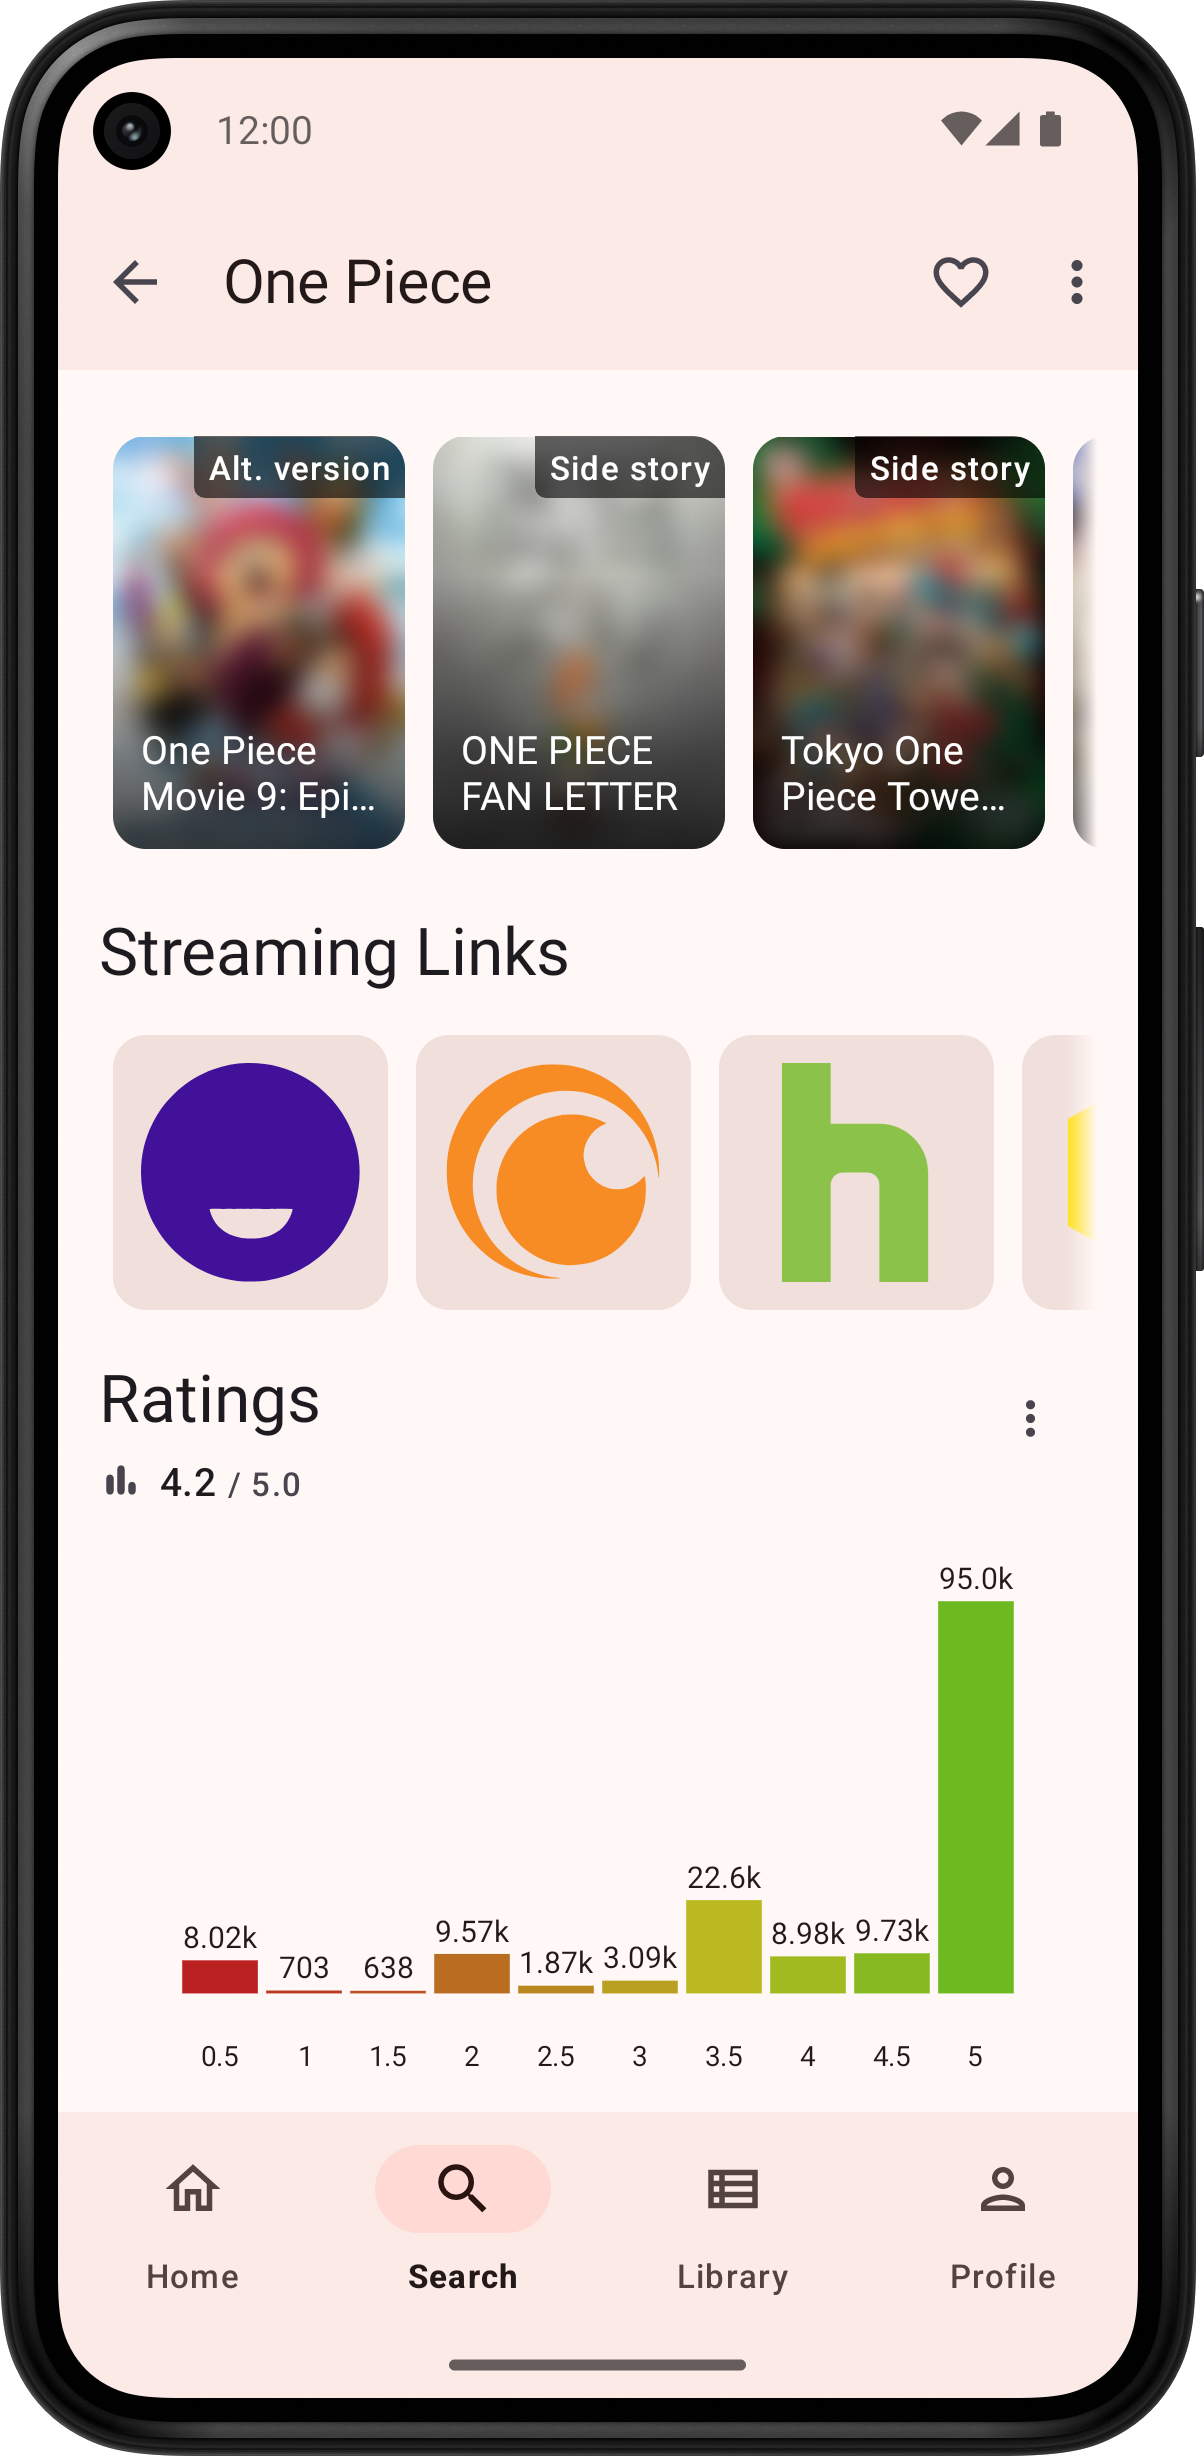 12:00
One Piece
Alt. version
Side story
Side story
One Piece
Movie 9: Epi...
ONE PIECE
FAN LETTER
Tokyo One
Piece Towe...
Streaming Links
h
Ratings
4.2 / 5.0
95.0k
22.6k
8.02k
703
638
9.57k
1.87k
3.09k
8.98k
9.73k
0.5
1
1.5
2
2.5
3
3.5
4
4.5
5
Home
Search
Library
Profile